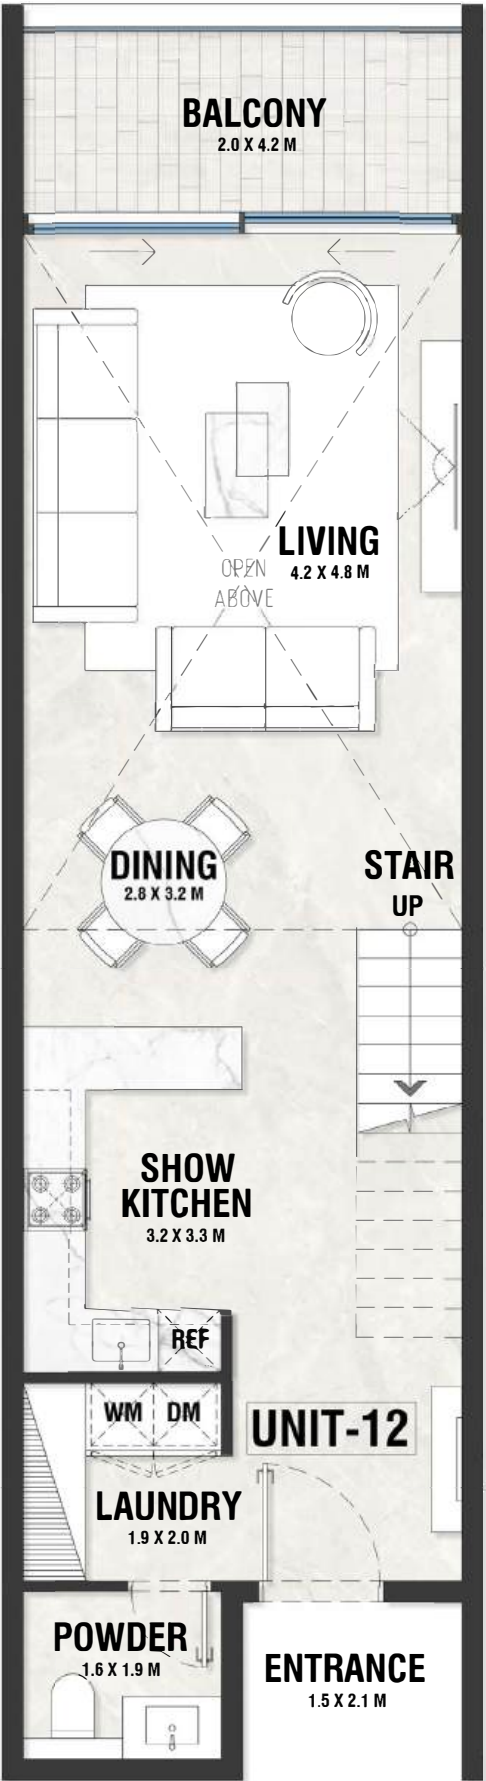 BALCONY
2.0 X 4.2 M
LIVING
4.2 X 4.8 M
OPEN
ABOVE
DINING
2.8 X 3.2 M
STAIR
UP
SHOW
KITCHEN
3.2 X 3.3 M
REF
WM
DM
UNIT-12
LAUNDRY
1.9 X 2.0 M
POWDER
1.6 X 1.9 M
ENTRANCE
1.5 X 2.1 M